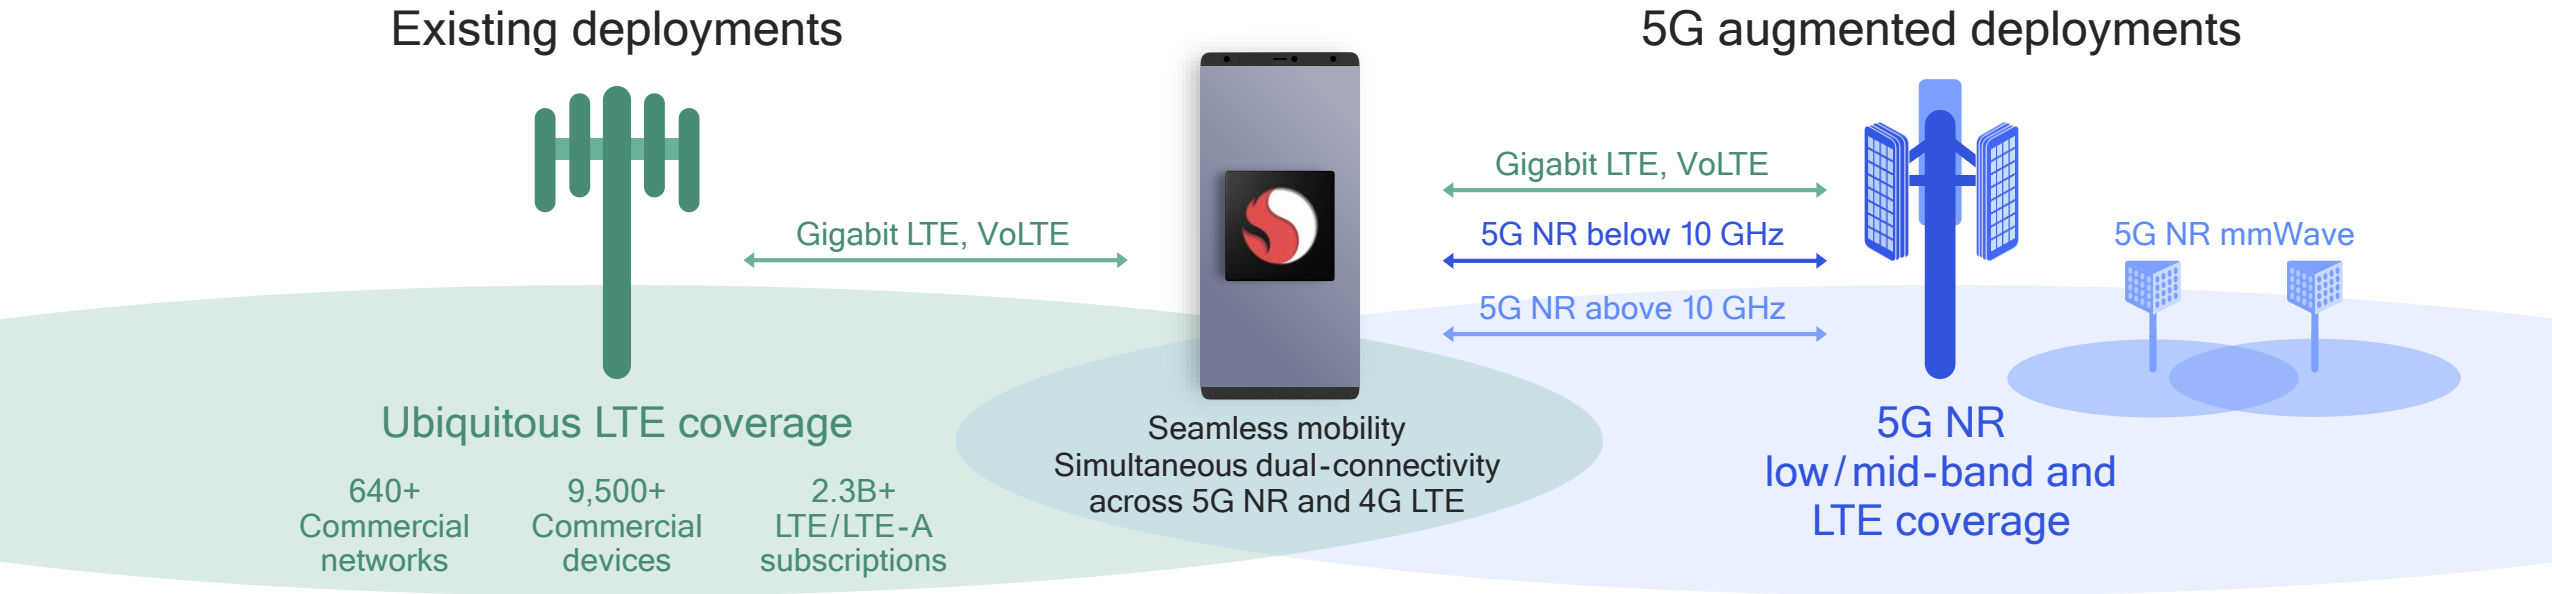 Existing deployments
Gigabit LTE, VoLTE
Ubiquitous LTE coverage
640+
Commercial
networks
9,500+
Commercial
devices
2.3B+
LTE/LTE-A
subscriptions
Seamless mobility
Simultaneous dual-connectivity
across 5G NR and 4G LTE
5G augmented deployments
Gigabit LTE, VoLTE
5G NR below 10 GHz
5G NR above 10 GHz
5G NR mmWave
5G NR
low/mid-band and
LTE coverage